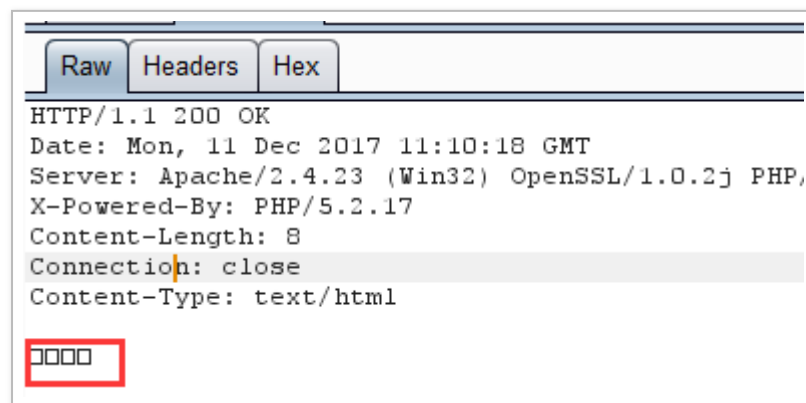 Raw Headers Hex
HTTP/1.1 200 OK
Date: Mon, 11 Dec 2017 11:10:18 GMT
Server: Apache/2.4.23 (Win32) OpenSSL/1.0.2j PHP/
X-Powered-By: PHP/5.2.17
Content-Length: 8
Connection: close
Content-Type: text/html
□□□□